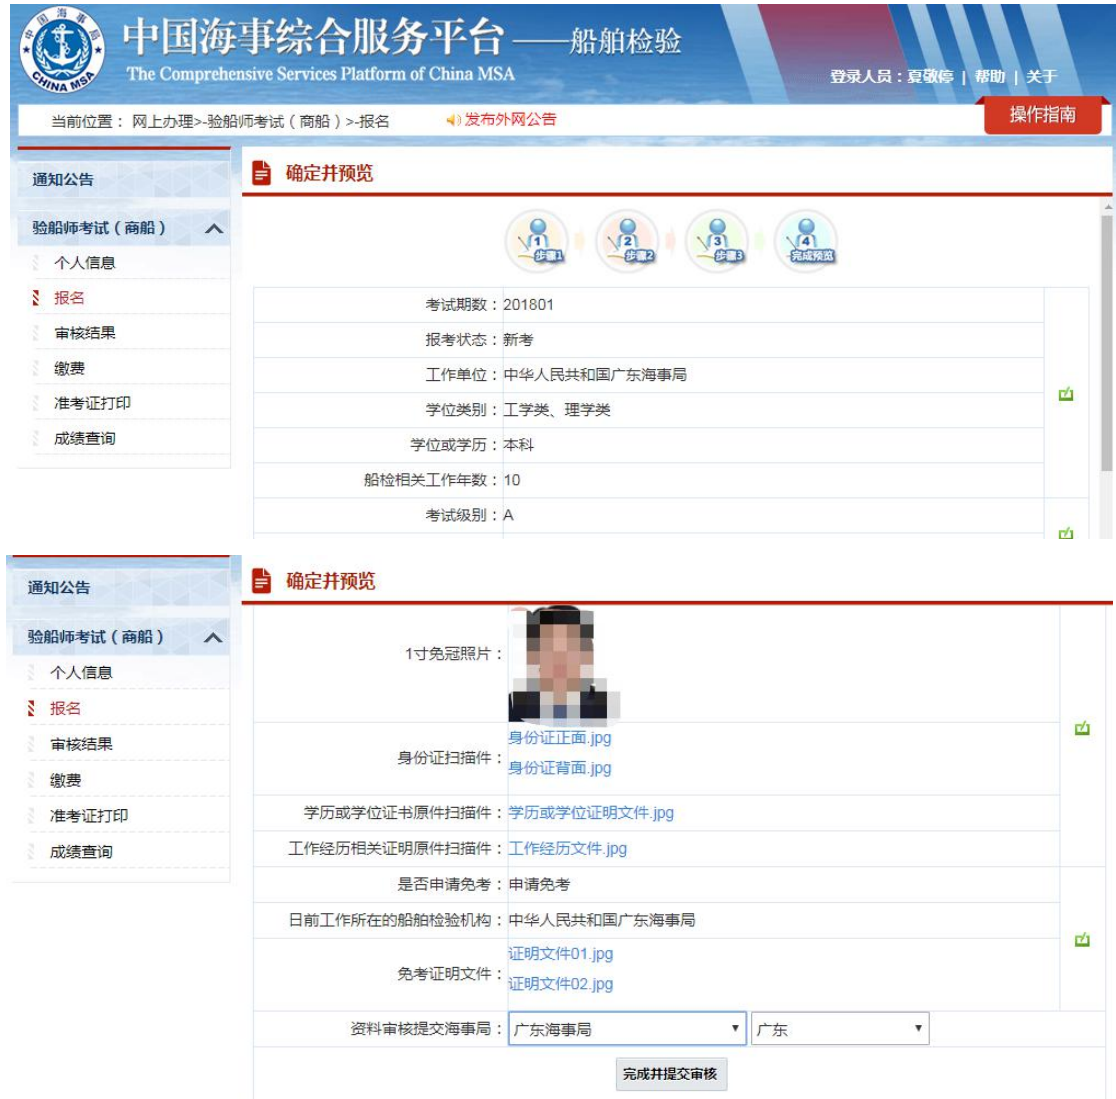 中国海事综合服务平台——船舶检验
The Comprehensive Services Platform of China MSA
CHINA MSA
登录人员：夏敬停 | 帮助 | 关于
当前位置： 网上办理>-验船师考试（商船）>-报名
发布外网公告
操作指南
通知公告
验船师考试（商船）
个人信息
报名
审核结果
缴费
准考证打印
成绩查询
确定并预览
1 步骤1
2 步骤2
3 步骤3
4 完成预览
考试期数：201801
报考状态：新考
工作单位：中华人民共和国广东海事局
学位类别：工学类、理学类
学位或学历：本科
船检相关工作年数：10
考试级别：A
通知公告
验船师考试（商船）
个人信息
报名
审核结果
缴费
准考证打印
成绩查询
确定并预览
1寸免冠照片：
身份证扫描件：
身份证正面.jpg
身份证背面.jpg
学历或学位证书原件扫描件：学历或学位证明文件.jpg
工作经历相关证明原件扫描件：工作经历文件.jpg
是否申请免考：申请免考
日前工作所在的船舶检验机构：中华人民共和国广东海事局
免考证明文件：
证明文件01.jpg
证明文件02.jpg
资料审核提交海事局：广东海事局 广东
完成并提交审核